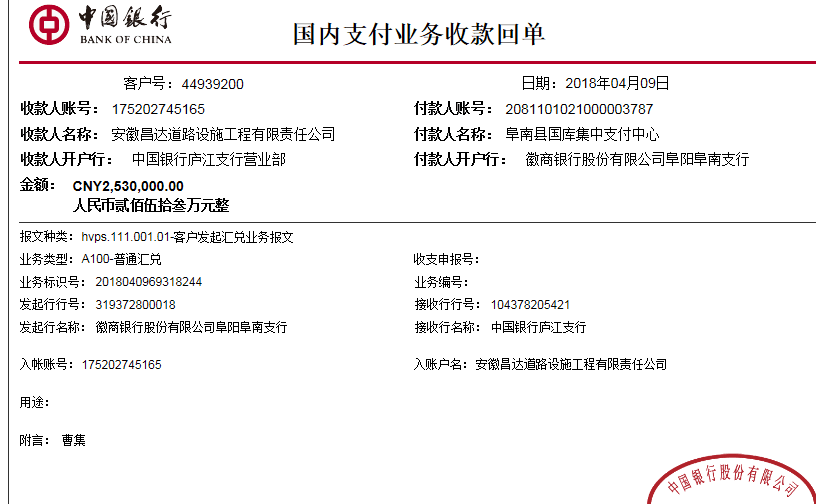 中国银行
BANK OF CHINA
国内支付业务收款回单
客户号：44939200 日期：2018年04月09日
收款人账号：175202745165 付款人账号：2081101021000003787
收款人名称：安徽昌达道路设施工程有限责任公司 付款人名称：阜南县国库集中支付中心
收款人开户行：中国银行庐江支行营业部 付款人开户行：徽商银行股份有限公司阜阳阜南支行
金额：CNY2,530,000.00
人民币贰佰伍拾叁万元整
报文种类：hvps.111.001.01-客户发起汇兑业务报文
业务类型：A100-普通汇兑 收支申报号：
业务标识号：2018040969318244 业务编号：
发起行行号：319372800018 接收行行号：104378205421
发起行名称：徽商银行股份有限公司阜阳阜南支行 接收行名称：中国银行庐江支行
入帐账号：175202745165 入账户名：安徽昌达道路设施工程有限责任公司
用途：
附言：曹集
中国银行股份有限公司